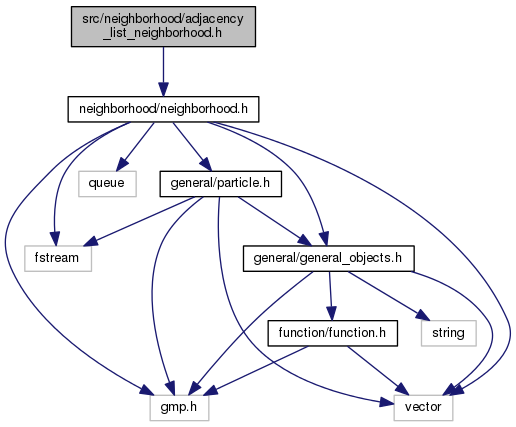 src/neighborhood/adjacency
_list_neighborhood.h
neighborhood/neighborhood.h
queue
general/particle.h
fstream
general/general_objects.h
function/function.h
string
gmp.h
vector